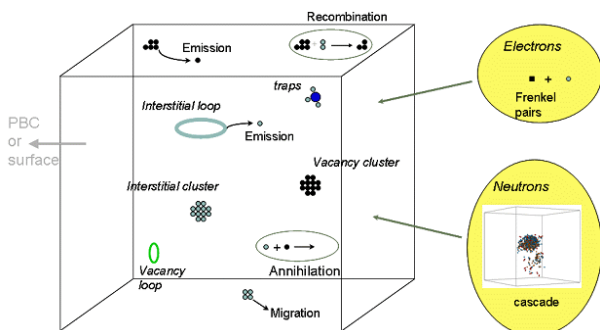 Recombination
Emission
Electrons
+
+
Frenkel
pairs
traps
Interstitial loop
Emission
PBC
or
surface
Vacancy cluster
Interstitial cluster
Neutrons
+
Annihilation
Vacancy
loop
cascade
Migration